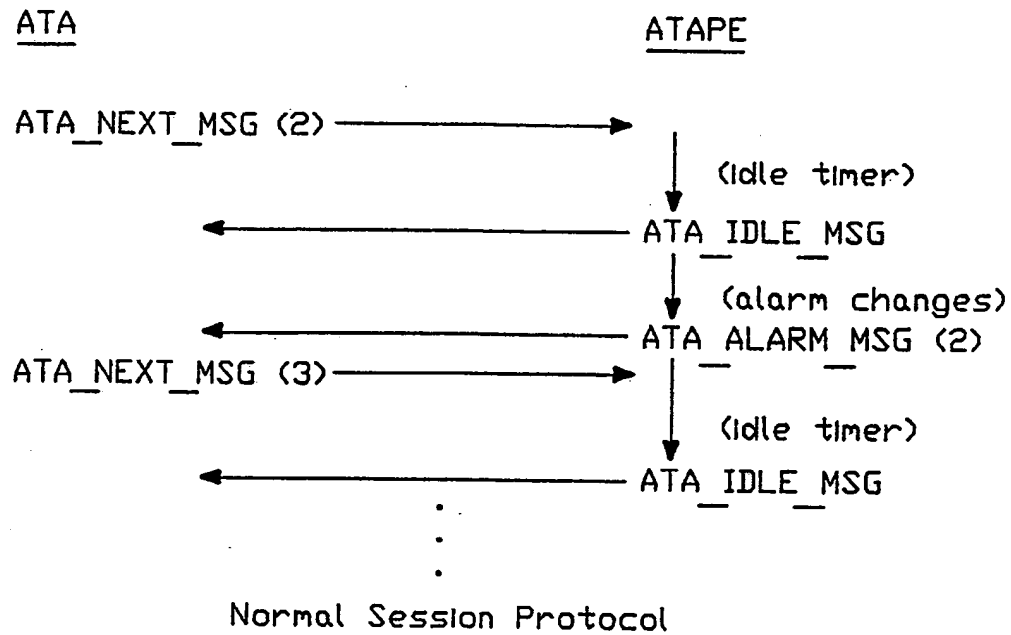 ATA
ATAPE
ATA_NEXT_MSG (2)
(idle timer)
ATA_IDLE_MSG
(alarm changes)
ATA_ALARM_MSG (2)
ATA_NEXT_MSG (3)
(idle timer)
ATA_IDLE_MSG
Normal Session Protocol